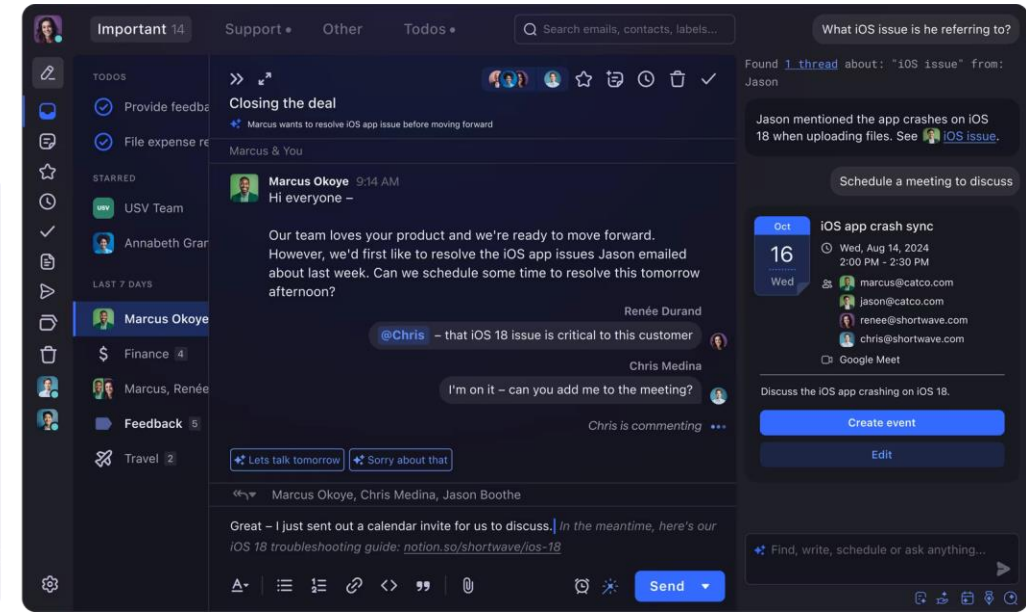 Important 14
Support
Other
Todos
Search emails, contacts, labels...
TODOS
Provide feedba
File expense re
STARRED
USV
USV Team
Annabeth Gran
LAST 7 DAYS
Marcus Okoye
$ Finance 4
Marcus, Renée
Feedback 5
Travel 2
Closing the deal
Marcus wants to resolve iOS app issue before moving forward
Marcus & You
Marcus Okoye 9:14 AM
Hi everyone –
Our team loves your product and we're ready to move forward.
However, we'd first like to resolve the iOS app issues Jason emailed
about last week. Can we schedule some time to resolve this tomorrow
afternoon?
Renée Durand
@Chris – that iOS 18 issue is critical to this customer
Chris Medina
I'm on it – can you add me to the meeting?
Chris is commenting
Lets talk tomorrow
Sorry about that
Marcus Okoye, Chris Medina, Jason Boothe
Great – I just sent out a calendar invite for us to discuss. In the meantime, here's our
iOS 18 troubleshooting guide: notion.so/shortwave/ios-18
Send
What iOS issue is he referring to?
Found 1 thread about: "iOS issue" from:
Jason
Jason mentioned the app crashes on iOS
18 when uploading files. See iOS issue.
Schedule a meeting to discuss
Oct
16
Wed
iOS app crash sync
Wed, Aug 14, 2024
2:00 PM - 2:30 PM
marcus@catco.com
jason@catco.com
renee@shortwave.com
chris@shortwave.com
Google Meet
Discuss the iOS app crashing on iOS 18.
Create event
Edit
Find, write, schedule or ask anything...